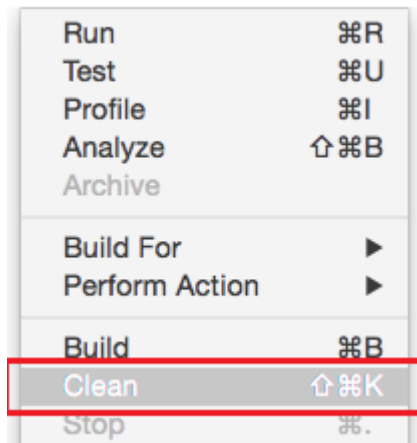 Run ⌘R
Test ⌘U
Profile ⌘I
Analyze ⇧⌘B
Archive
Build For ▶
Perform Action ▶
Build ⌘B
Clean ⇧⌘K
Stop ⌘.